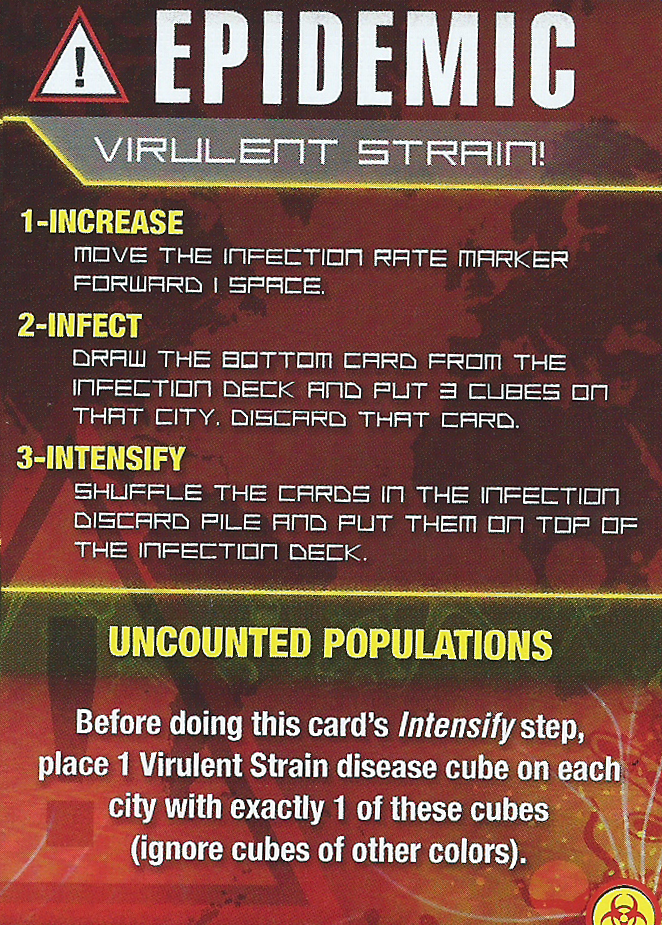 EPIDEMIC
VIRULENT STRAIN!
1-INCREASE
MOVE THE INFECTION RATE MARKER
FORWARD 1 SPACE.
2-INFECT
DRAW THE BOTTOM CARD FROM THE
INFECTION DECK AND PUT 3 CUBES ON
THAT CITY. DISCARD THAT CARD.
3-INTENSIFY
SHUFFLE THE CARDS IN THE INFECTION
DISCARD PILE AND PUT THEM ON TOP OF
THE INFECTION DECK.
UNCOUNTED POPULATIONS
Before doing this card's Intensify step,
place 1 Virulent Strain disease cube on each
city with exactly 1 of these cubes
(ignore cubes of other colors).